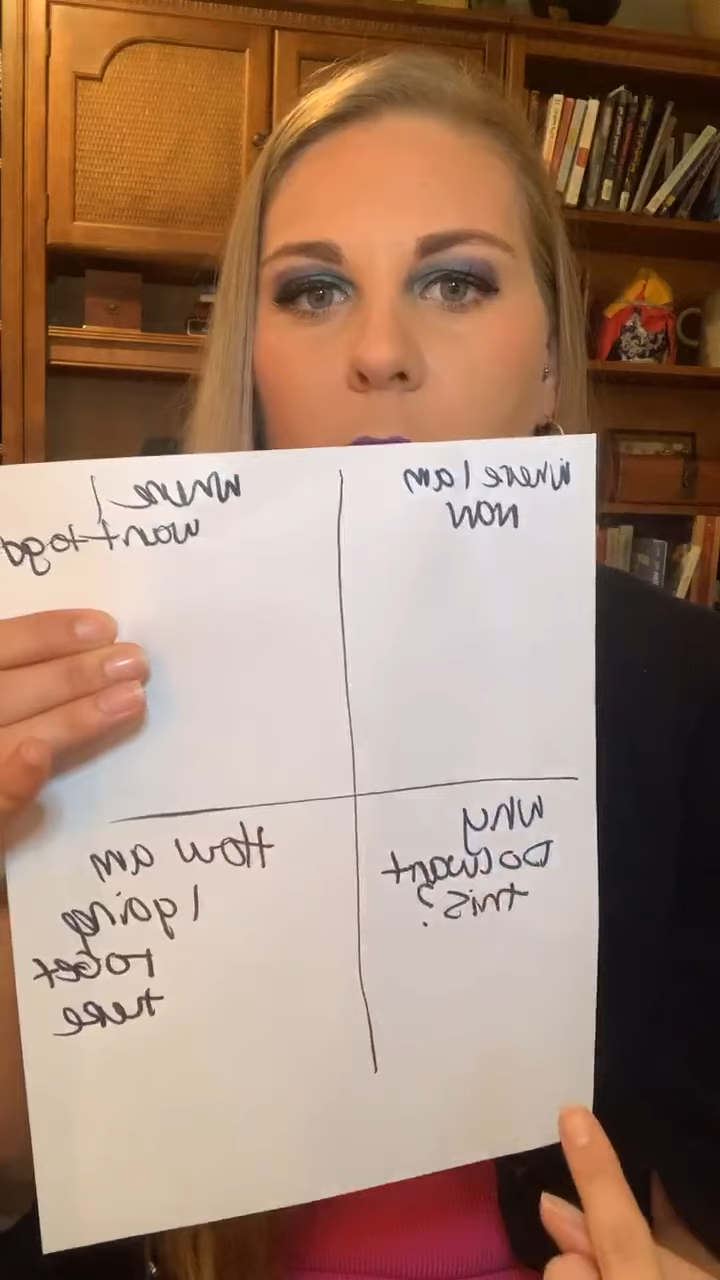 Where I am
now
Where I
want to go
Why
Do I want
this?
How am
I going
to Get
there